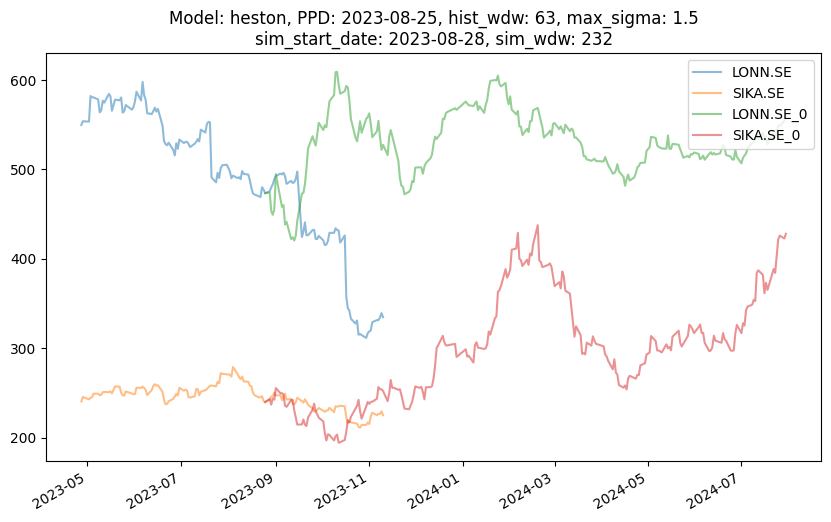 Model: heston, PPD: 2023-08-25, hist_wdw: 63, max_sigma: 1.5
sim_start_date: 2023-08-28, sim_wdw: 232
LONN.SE
SIKA.SE
LONN.SE_0
SIKA.SE_0
600
500
400
300
200
2023-05
2023-07
2023-09
2023-11
2024-01
2024-03
2024-05
2024-07